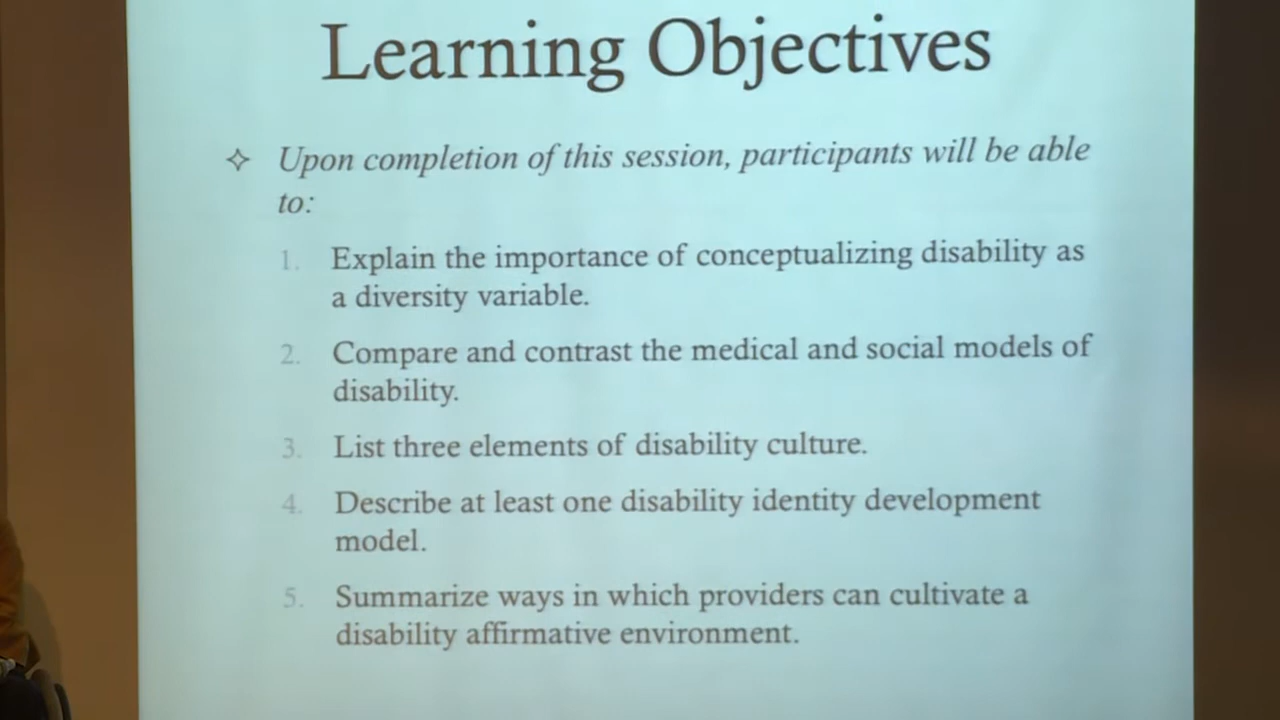 Learning Objectives
✧ Upon completion of this session, participants will be able
to:
1. Explain the importance of conceptualizing disability as
a diversity variable.
2. Compare and contrast the medical and social models of
disability.
3. List three elements of disability culture.
4. Describe at least one disability identity development
model.
5. Summarize ways in which providers can cultivate a
disability affirmative environment.